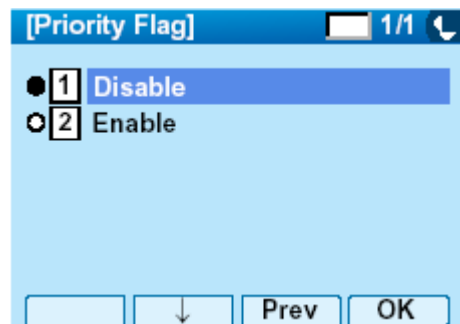 [Priority Flag] 1/1
1 Disable
2 Enable
↓ Prev OK